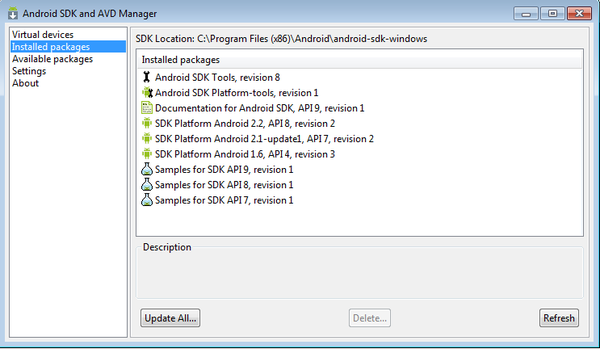 Android SDK and AVD Manager
Virtual devices
Installed packages
Available packages
Settings
About
SDK Location: C:\Program Files (x86)\Android\android-sdk-windows
Installed packages
Android SDK Tools, revision 8
Android SDK Platform-tools, revision 1
Documentation for Android SDK, API 9, revision 1
SDK Platform Android 2.2, API 8, revision 2
SDK Platform Android 2.1-update1, API 7, revision 2
SDK Platform Android 1.6, API 4, revision 3
Samples for SDK API 9, revision 1
Samples for SDK API 8, revision 1
Samples for SDK API 7, revision 1
Description
Update All...
Delete...
Refresh